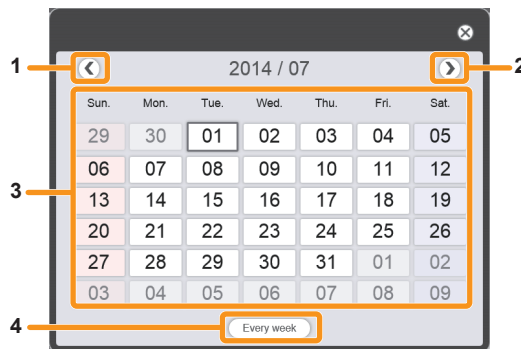 1
2014 / 07
2
Sun. Mon. Tue. Wed. Thu. Fri. Sat.
29 30 01 02 03 04 05
06 07 08 09 10 11 12
3
13 14 15 16 17 18 19
20 21 22 23 24 25 26
27 28 29 30 31 01 02
03 04 05 06 07 08 09
4
Every week